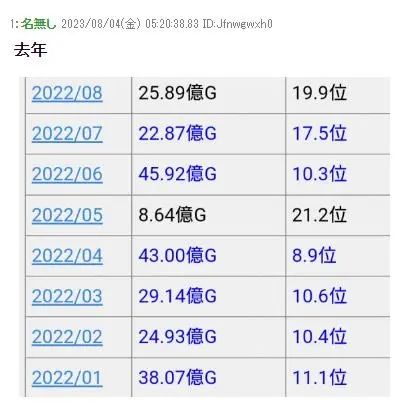 1:名無し 2023/08/04(金) 05:20:38.83 ID:Jfnwgwxh0
去年
2022/08 25.89億G 19.9位
2022/07 22.87億G 17.5位
2022/06 45.92億G 10.3位
2022/05 8.64億G 21.2位
2022/04 43.00億G 8.9位
2022/03 29.14億G 10.6位
2022/02 24.93億G 10.4位
2022/01 38.07億G 11.1位